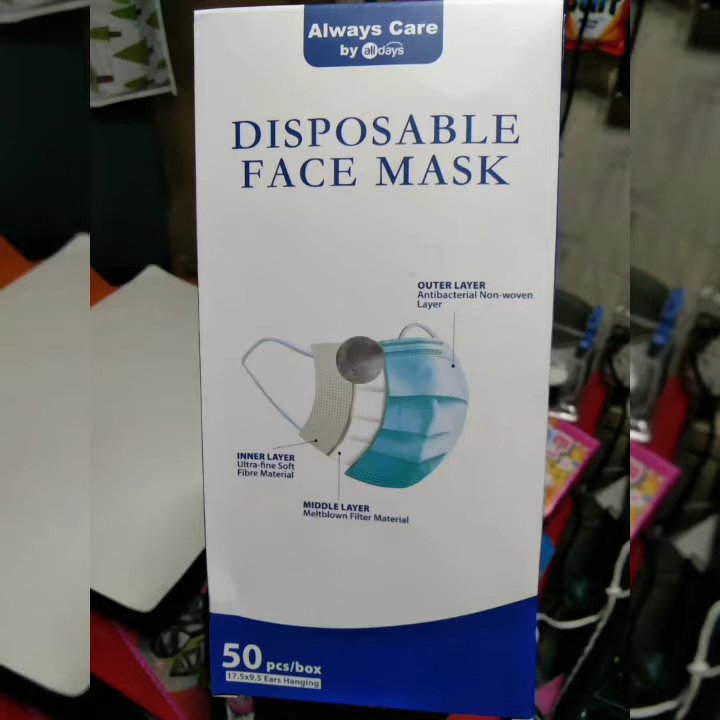 Always Care
by alldays
DISPOSABLE
FACE MASK
OUTER LAYER
Antibacterial Non-woven
Layer
INNER LAYER
Ultra-fine Soft
Fibre Material
MIDDLE LAYER
Meltblown Filter Material
50 pcs/box
17.5x9.5 Ears Hanging